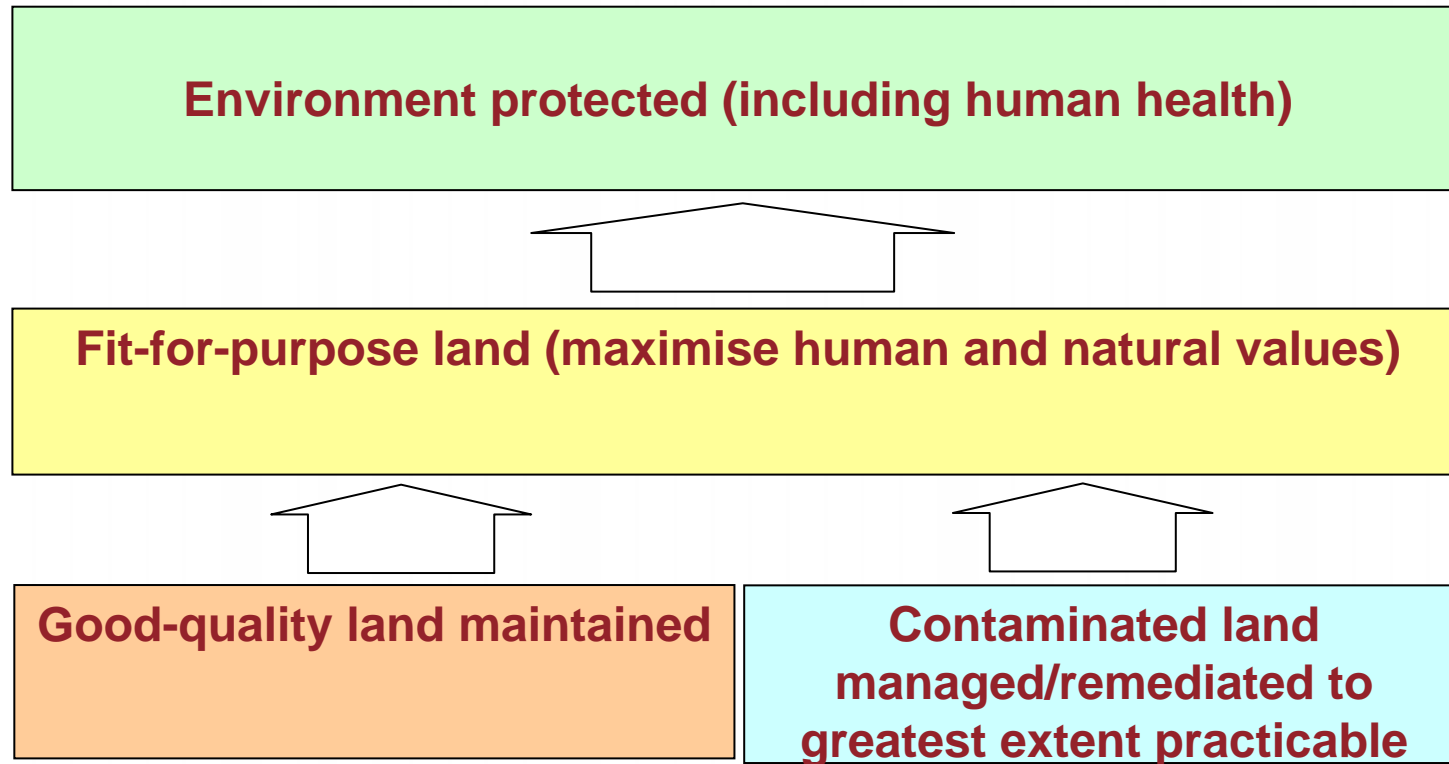 Environment protected (including human health)
Fit-for-purpose land (maximise human and natural values)
Good-quality land maintained
Contaminated land
managed/remediated to
greatest extent practicable